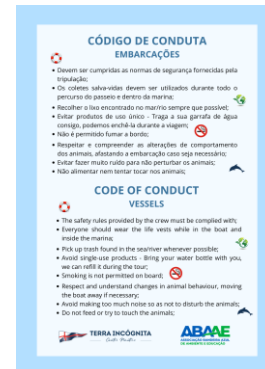 CÓDIGO DE CONDUTA
EMBARCAÇÕES
• Devem ser cumpridas as normas de segurança fornecidas pela
tripulação;
• Os coletes salva-vidas devem ser utilizados durante todo o
percurso do passeio e dentro da marina;
• Recolher o lixo encontrado no mar/rio sempre que possível;
• Evitar produtos de uso único - Traga a sua garrafa de água
consigo, podemos enchê-la durante a viagem;
• Não é permitido fumar a bordo;
• Respeitar e compreender as alterações de comportamento
dos animais, afastando a embarcação caso seja necessário;
• Evitar fazer muito ruído para não perturbar os animais;
• Não alimentar nem tentar tocar nos animais;
CODE OF CONDUCT
VESSELS
• The safety rules provided by the crew must be complied with;
• Everyone should wear the life vests while in the boat and
inside the marina;
• Pick up trash found in the sea/river whenever possible;
• Avoid single-use products - Bring your water bottle with you,
we can refill it during the tour;
• Smoking is not permitted on board;
• Respect and understand changes in animal behaviour, moving
the boat away if necessary;
• Avoid making too much noise so as not to disturb the animals;
• Do not feed or try to touch the animals;
TERRA INCÓGNITA
ABAAE